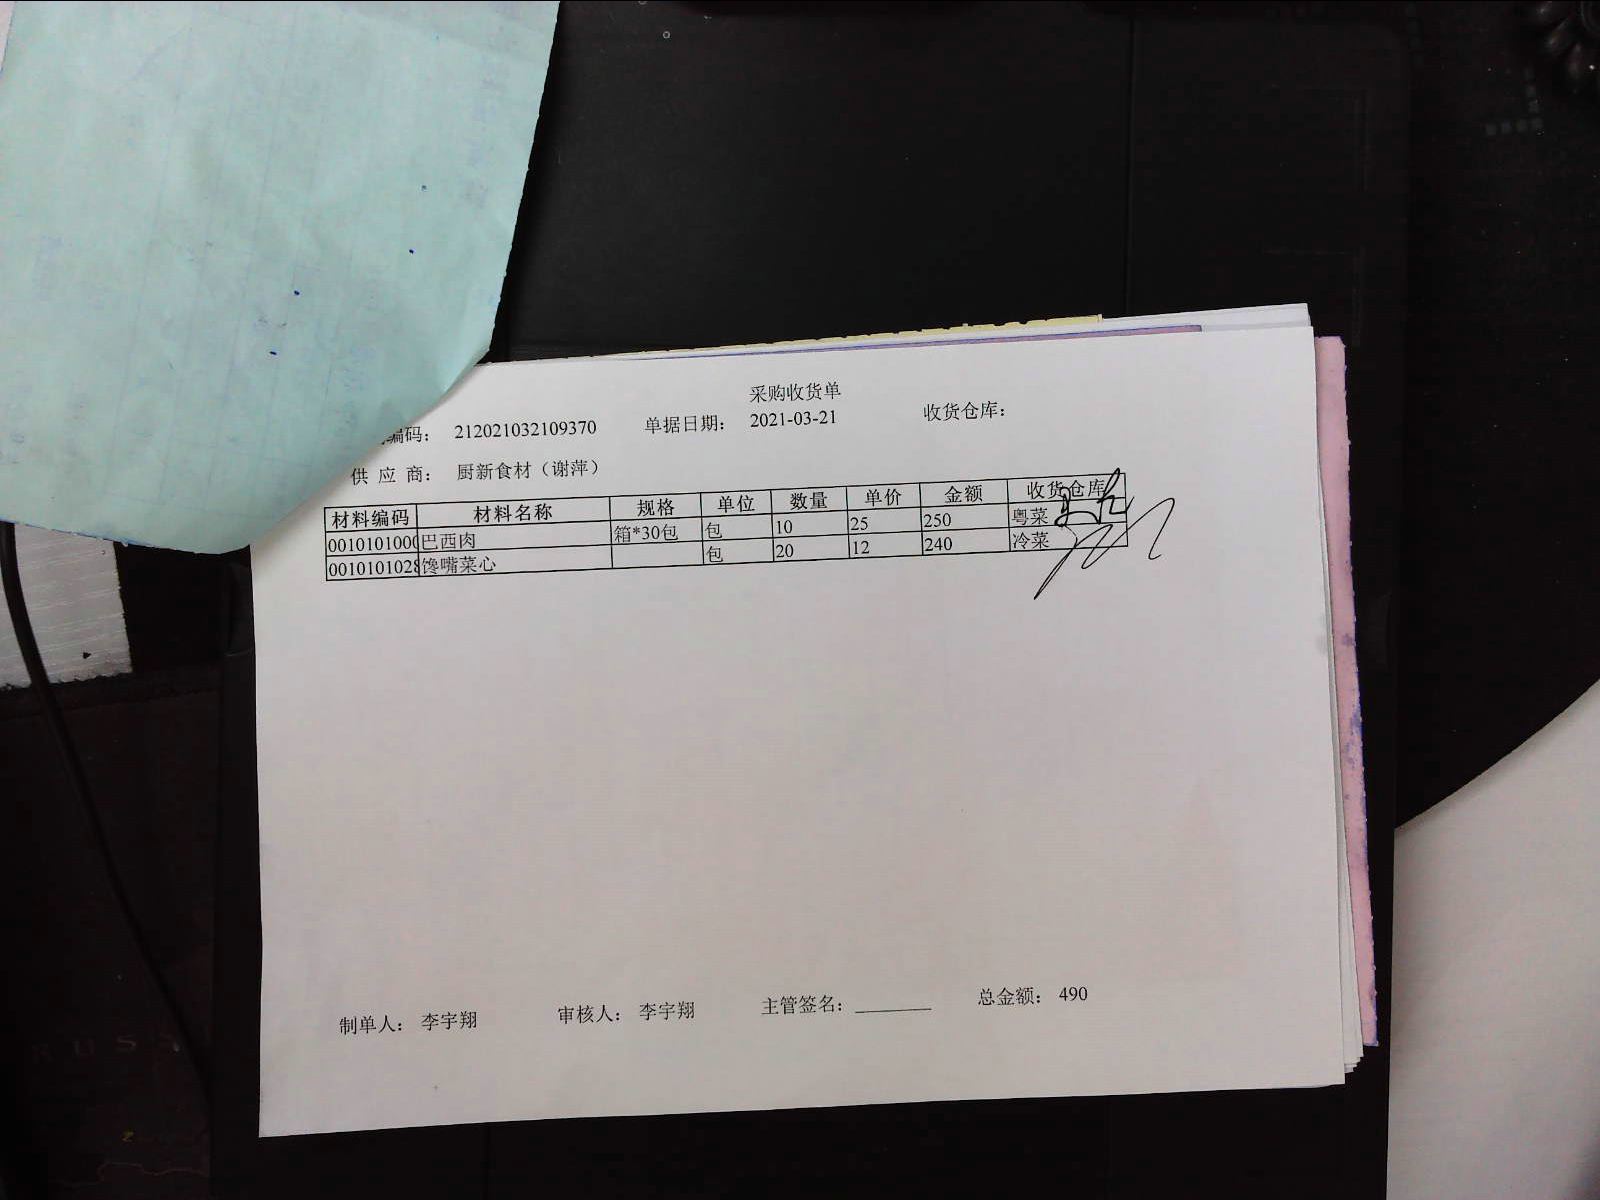 采购收货单
编码： 212021032109370 单据日期： 2021-03-21 收货仓库：
供 应 商： 厨新食材（谢萍）
材料编码 材料名称 规格 单位 数量 单价 金额 收货仓库
0010101000 巴西肉 箱*30包 包 10 25 250 粤菜
0010101028 馋嘴菜心 包 20 12 240 冷菜
制单人： 李宇翔 审核人： 李宇翔 主管签名：________ 总金额： 490